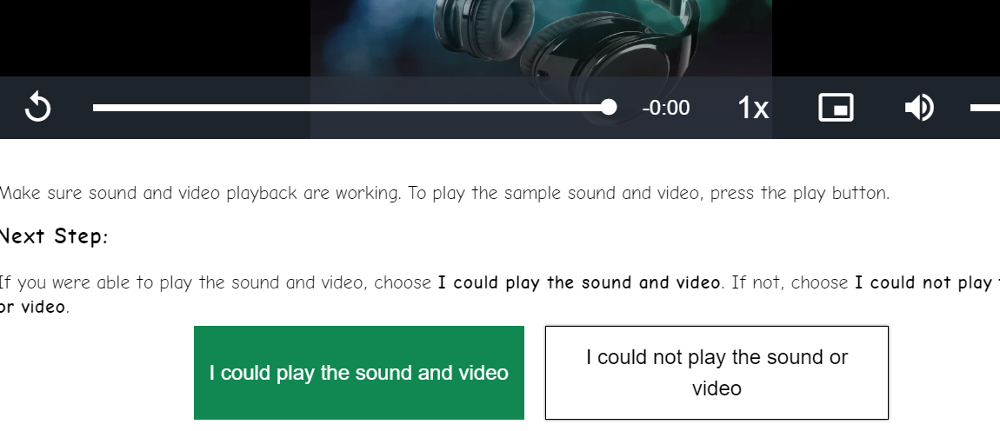 -0:00 1x
Make sure sound and video playback are working. To play the sample sound and video, press the play button.
Next Step:
If you were able to play the sound and video, choose I could play the sound and video. If not, choose I could not play
or video.
I could play the sound and video
I could not play the sound or
video